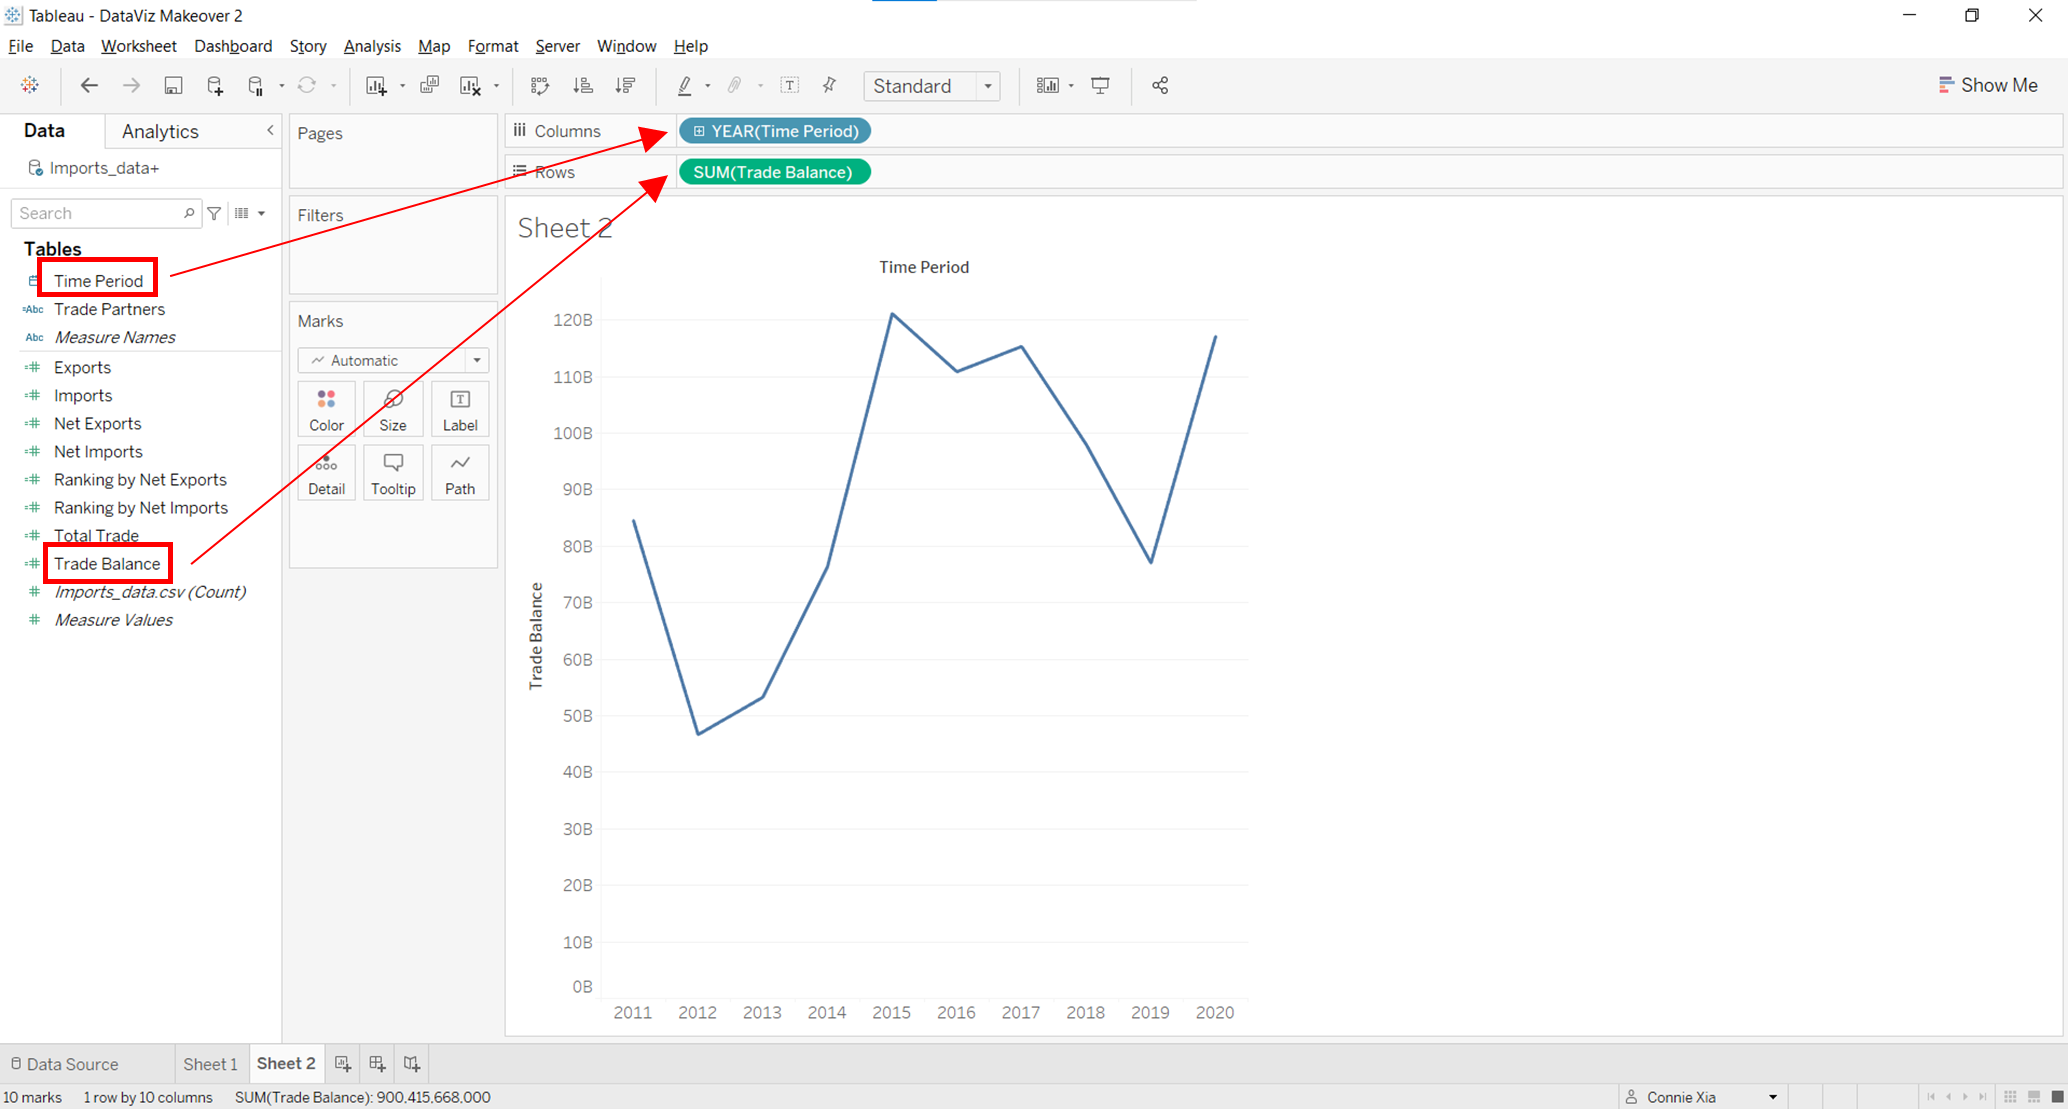 Tableau - DataViz Makeover 2
File Data Worksheet Dashboard Story Analysis Map Format Server Window Help
Standard
Show Me
Data Analytics
Imports_data+
Search
Tables
Time Period
Abc Trade Partners
Abc Measure Names
Exports
Imports
Net Exports
Net Imports
Ranking by Net Exports
Ranking by Net Imports
Total Trade
Trade Balance
Imports_data.csv (Count)
Measure Values
Pages
Filters
Marks
Automatic
Color Size Label
Detail Tooltip Path
Columns YEAR(Time Period)
Rows SUM(Trade Balance)
Sheet 2
Time Period
120B
110B
100B
90B
80B
70B
60B
50B
40B
30B
20B
10B
0B
Trade Balance
2011 2012 2013 2014 2015 2016 2017 2018 2019 2020
Data Source Sheet 1 Sheet 2
10 marks 1 row by 10 columns SUM(Trade Balance): 900,415,668,000 Connie Xia